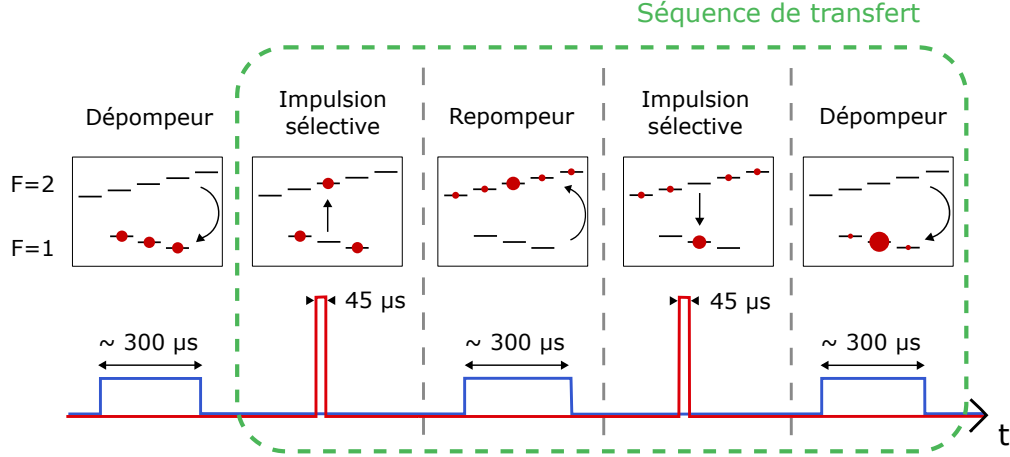 Séquence de transfert
Dépompeur
Impulsion
sélective
Repompeur
Impulsion
sélective
Dépompeur
F=2
F=1
45 μs
45 μs
~ 300 μs
~ 300 μs
~ 300 μs
t